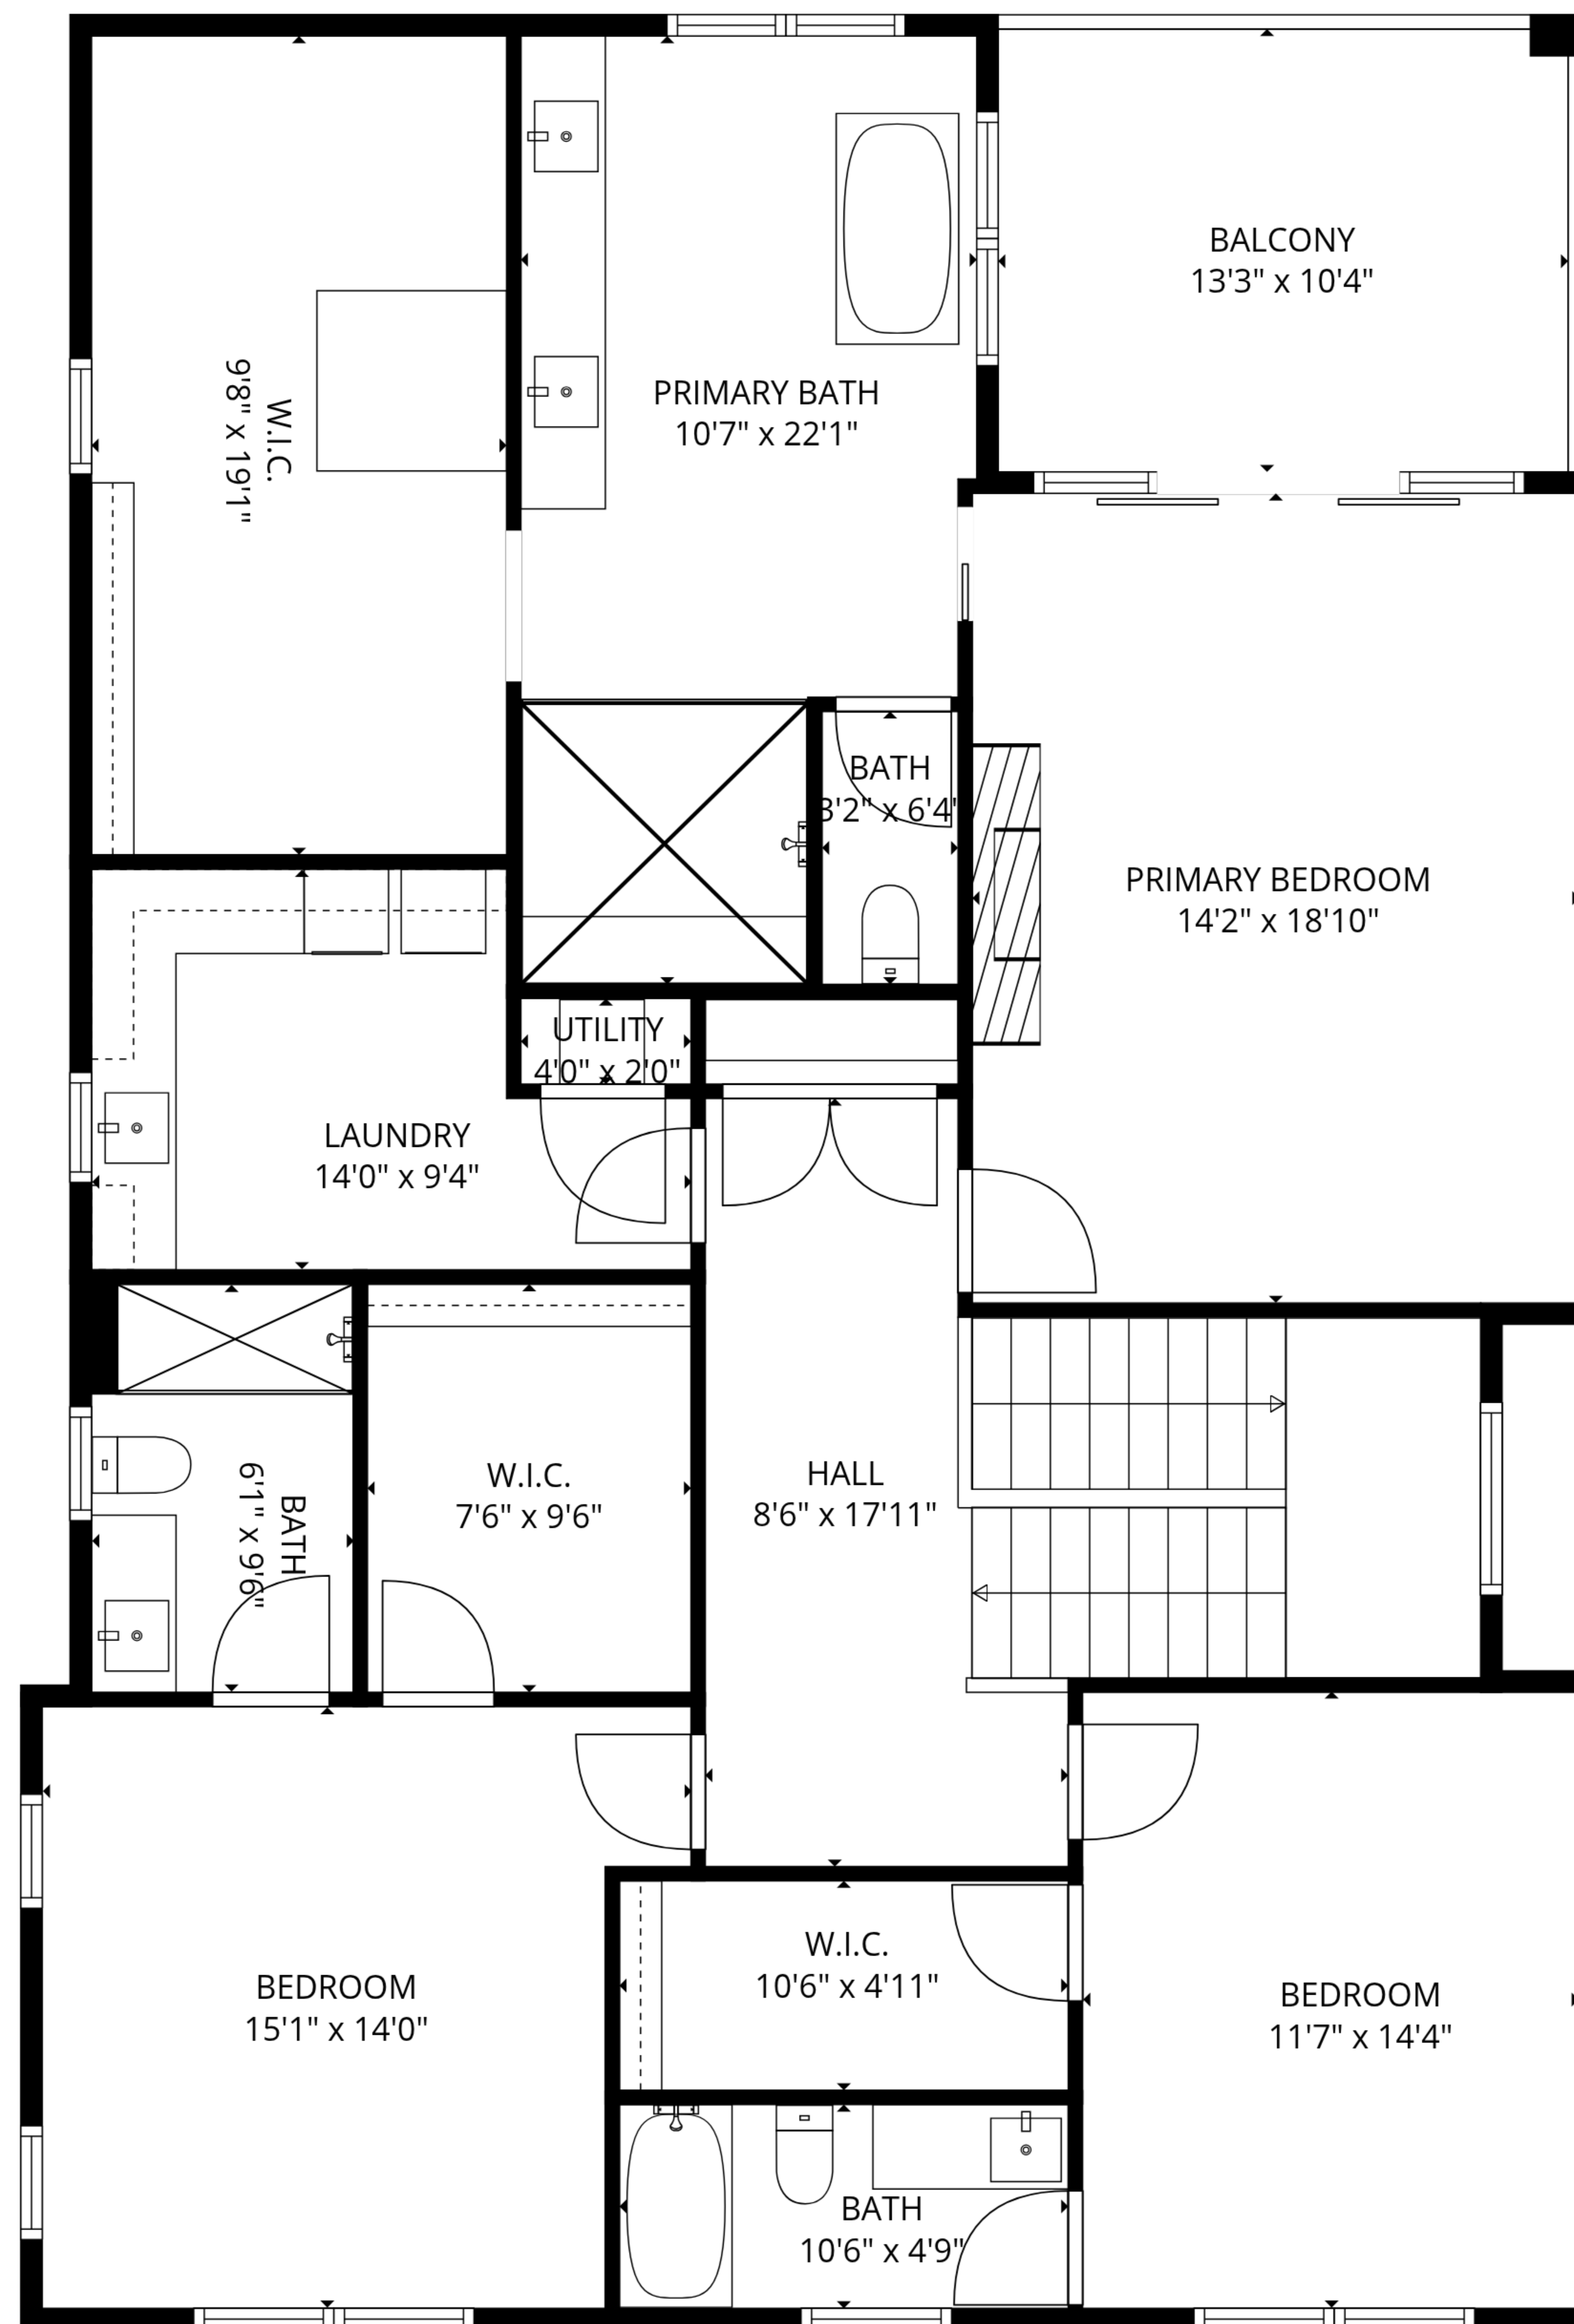 BALCONY
13'3" x 10'4"
PRIMARY BATH
10'7" x 22'1"
W.I.C.
9'8" x 19'1"
BATH
3'2" x 6'4"
PRIMARY BEDROOM
14'2" x 18'10"
UTILITY
4'0" x 2'0"
LAUNDRY
14'0" x 9'4"
BATH
6'1" x 9'6"
W.I.C.
7'6" x 9'6"
HALL
8'6" x 17'11"
W.I.C.
10'6" x 4'11"
BEDROOM
15'1" x 14'0"
BEDROOM
11'7" x 14'4"
BATH
10'6" x 4'9"